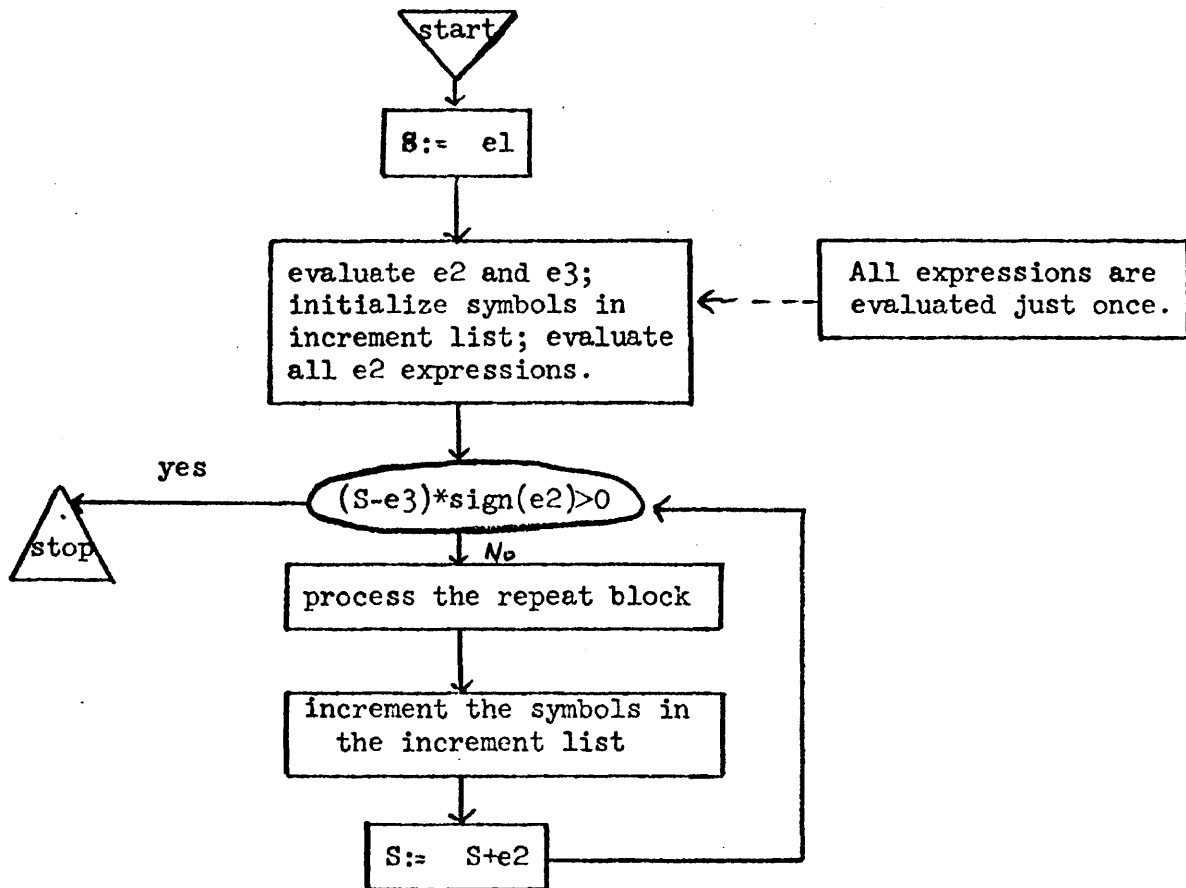 start
S:= e1
evaluate e2 and e3;
initialize symbols in
increment list; evaluate
all e2 expressions.
All expressions are
evaluated just once.
yes
(S-e3)*sign(e2)>0
stop
No
process the repeat block
increment the symbols in
the increment list
S:= S+e2